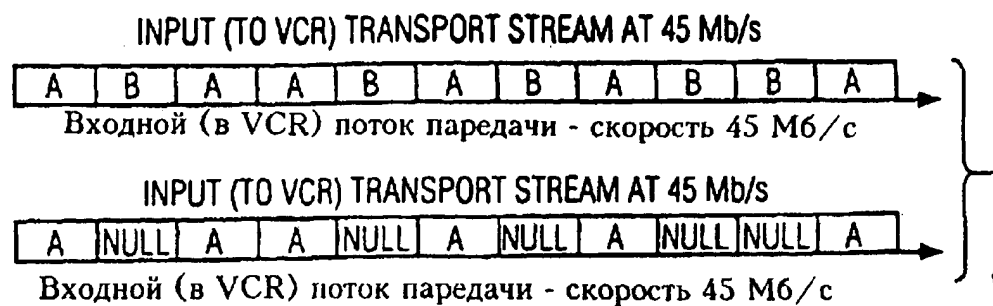 INPUT (TO VCR) TRANSPORT STREAM AT 45 Mb/s
A B A A B A B A B B A
Входной (в VCR) поток паредачи - скорость 45 Мб/с
INPUT (TO VCR) TRANSPORT STREAM AT 45 Mb/s
A NULL A A NULL A NULL A NULL NULL A
Входной (в VCR) поток паредачи - скорость 45 Мб/с